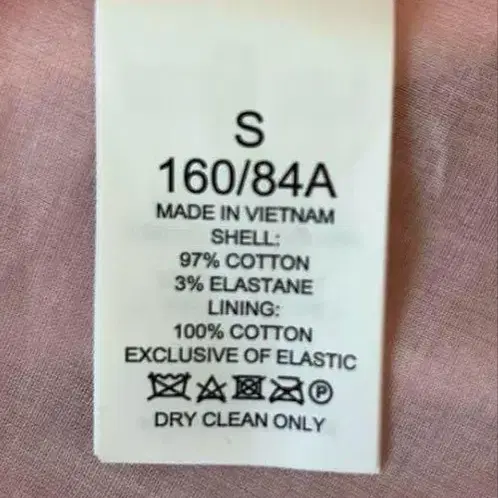 S
160/84A
MADE IN VIETNAM
SHELL:
97% COTTON
3% ELASTANE
LINING:
100% COTTON
EXCLUSIVE OF ELASTIC
P
DRY CLEAN ONLY